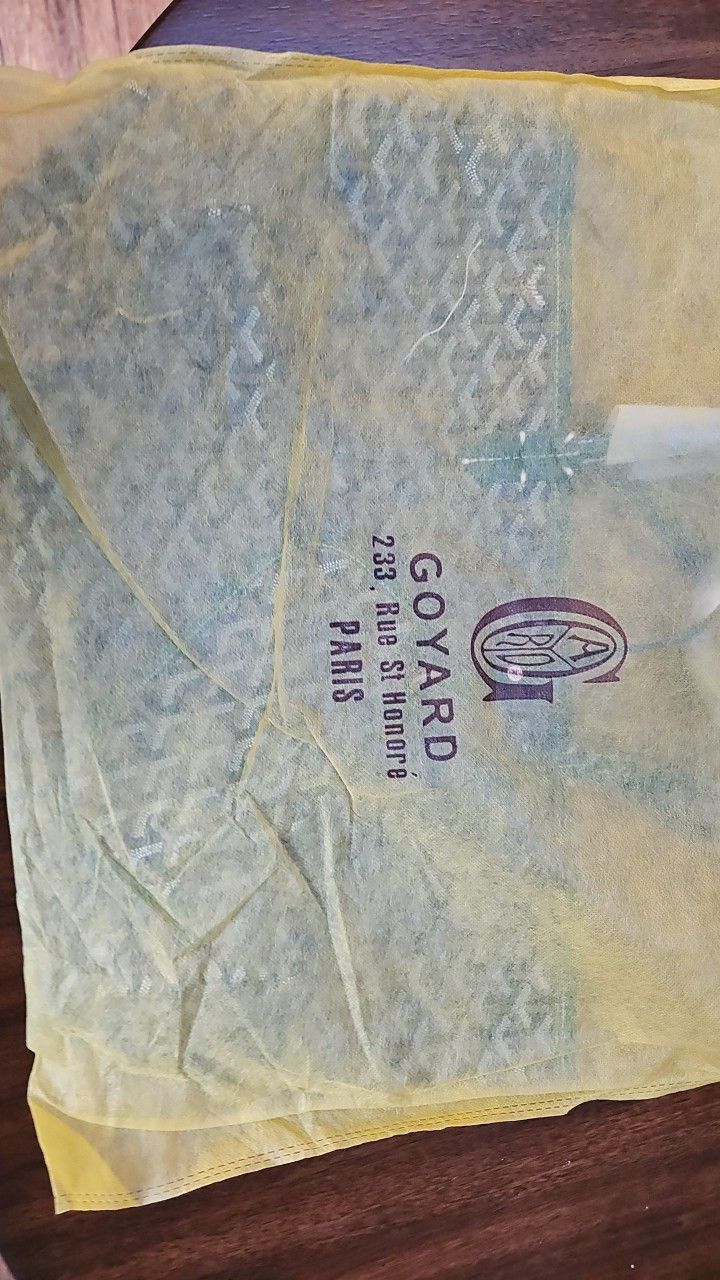 GOYARD
233, Rue St Honoré
PARIS